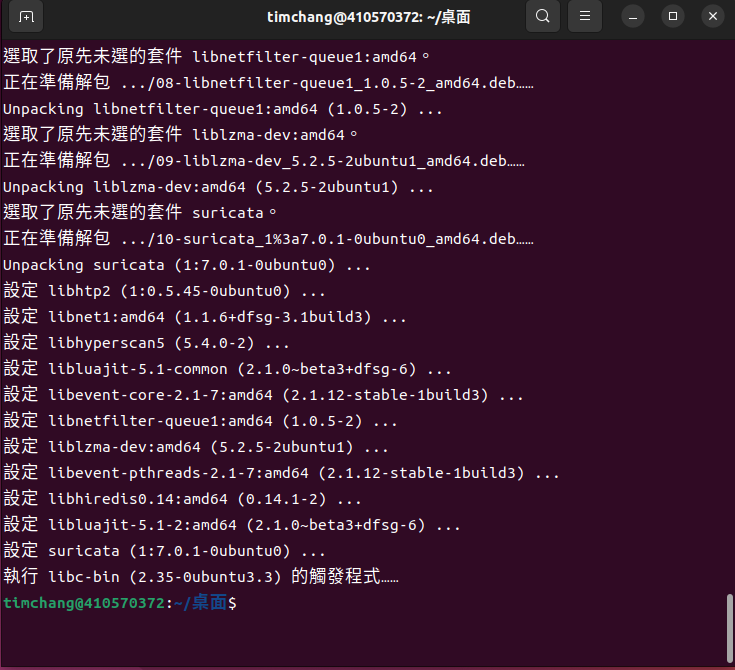 timchang@410570372: ~/桌面
選取了原先未選的套件 libnetfilter-queue1:amd64。
正在準備解包 .../08-libnetfilter-queue1_1.0.5-2_amd64.deb……
Unpacking libnetfilter-queue1:amd64 (1.0.5-2) ...
選取了原先未選的套件 liblzma-dev:amd64。
正在準備解包 .../09-liblzma-dev_5.2.5-2ubuntu1_amd64.deb……
Unpacking liblzma-dev:amd64 (5.2.5-2ubuntu1) ...
選取了原先未選的套件 suricata。
正在準備解包 .../10-suricata_1%3a7.0.1-0ubuntu0_amd64.deb……
Unpacking suricata (1:7.0.1-0ubuntu0) ...
設定 libhtp2 (1:0.5.45-0ubuntu0) ...
設定 libnet1:amd64 (1.1.6+dfsg-3.1build3) ...
設定 libhyperscan5 (5.4.0-2) ...
設定 libluajit-5.1-common (2.1.0~beta3+dfsg-6) ...
設定 libevent-core-2.1-7:amd64 (2.1.12-stable-1build3) ...
設定 libnetfilter-queue1:amd64 (1.0.5-2) ...
設定 liblzma-dev:amd64 (5.2.5-2ubuntu1) ...
設定 libevent-pthreads-2.1-7:amd64 (2.1.12-stable-1build3) ...
設定 libhiredis0.14:amd64 (0.14.1-2) ...
設定 libluajit-5.1-2:amd64 (2.1.0~beta3+dfsg-6) ...
設定 suricata (1:7.0.1-0ubuntu0) ...
執行 libc-bin (2.35-0ubuntu3.3) 的觸發程式……
timchang@410570372:~/桌面$